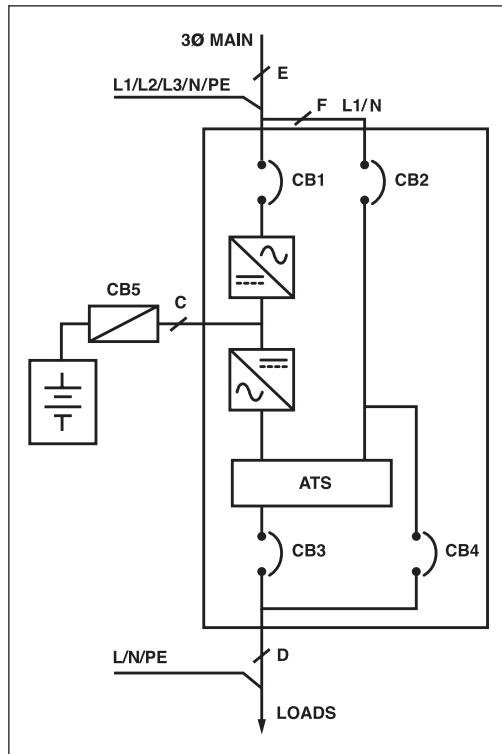 3Ø MAIN
E
L1/L2/L3/N/PE
F L1/N
CB1
CB2
CB5
C
ATS
CB3
CB4
L/N/PE
D
LOADS